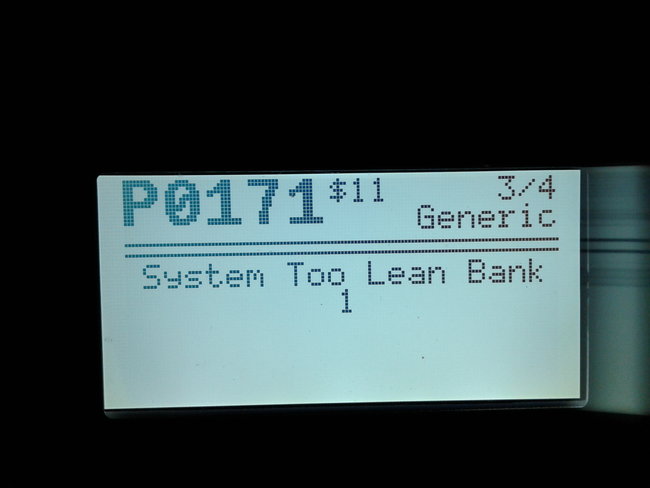 P0171 $11 3/4
Generic
System Too Lean Bank
1